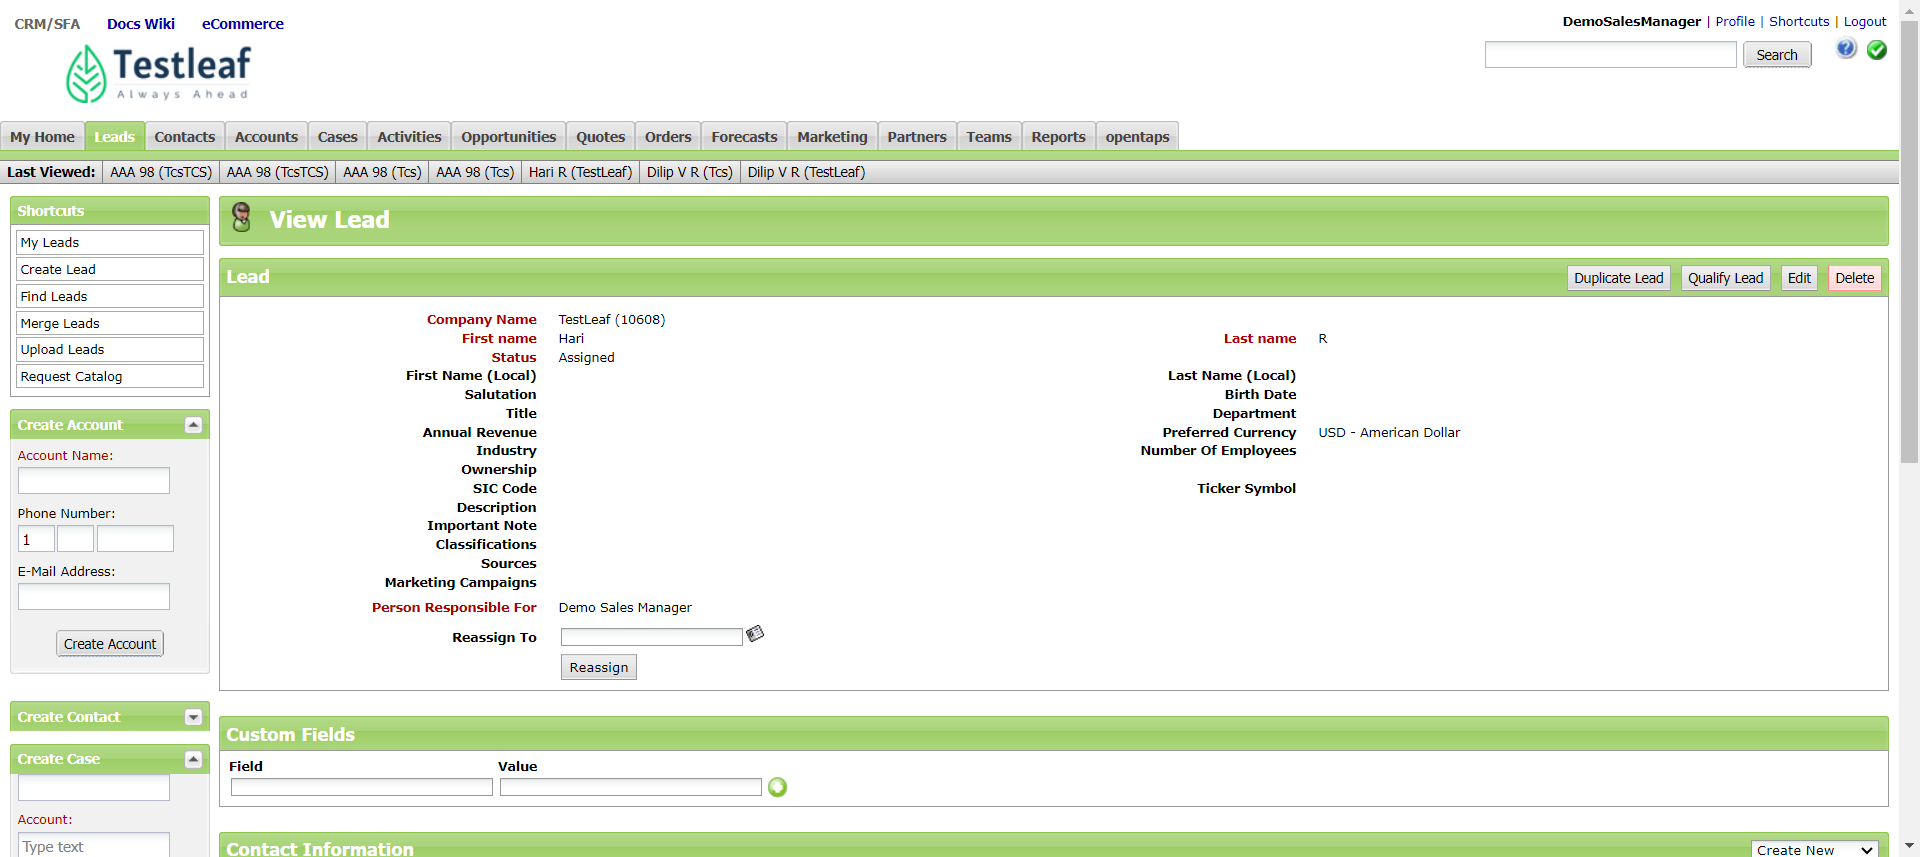 CRM/SFA Docs Wiki eCommerce
DemoSalesManager | Profile | Shortcuts | Logout
Testleaf
Always Ahead
Search
My Home Leads Contacts Accounts Cases Activities Opportunities Quotes Orders Forecasts Marketing Partners Teams Reports opentaps
Last Viewed: AAA 98 (TcsTCS) AAA 98 (TcsTCS) AAA 98 (Tcs) AAA 98 (Tcs) Hari R (TestLeaf) Dilip V R (Tcs) Dilip V R (TestLeaf)
Shortcuts
My Leads
Create Lead
Find Leads
Merge Leads
Upload Leads
Request Catalog
Create Account
Account Name:
Phone Number:
1
E-Mail Address:
Create Account
Create Contact
Create Case
Account:
Type text
View Lead
Lead
Duplicate Lead Qualify Lead Edit Delete
Company Name TestLeaf (10608)
First name Hari Last name R
Status Assigned
First Name (Local) Last Name (Local)
Salutation Birth Date
Title Department
Annual Revenue Preferred Currency USD - American Dollar
Industry Number Of Employees
Ownership
SIC Code Ticker Symbol
Description
Important Note
Classifications
Sources
Marketing Campaigns
Person Responsible For Demo Sales Manager
Reassign To
Reassign
Custom Fields
Field Value
Contact Information Create New